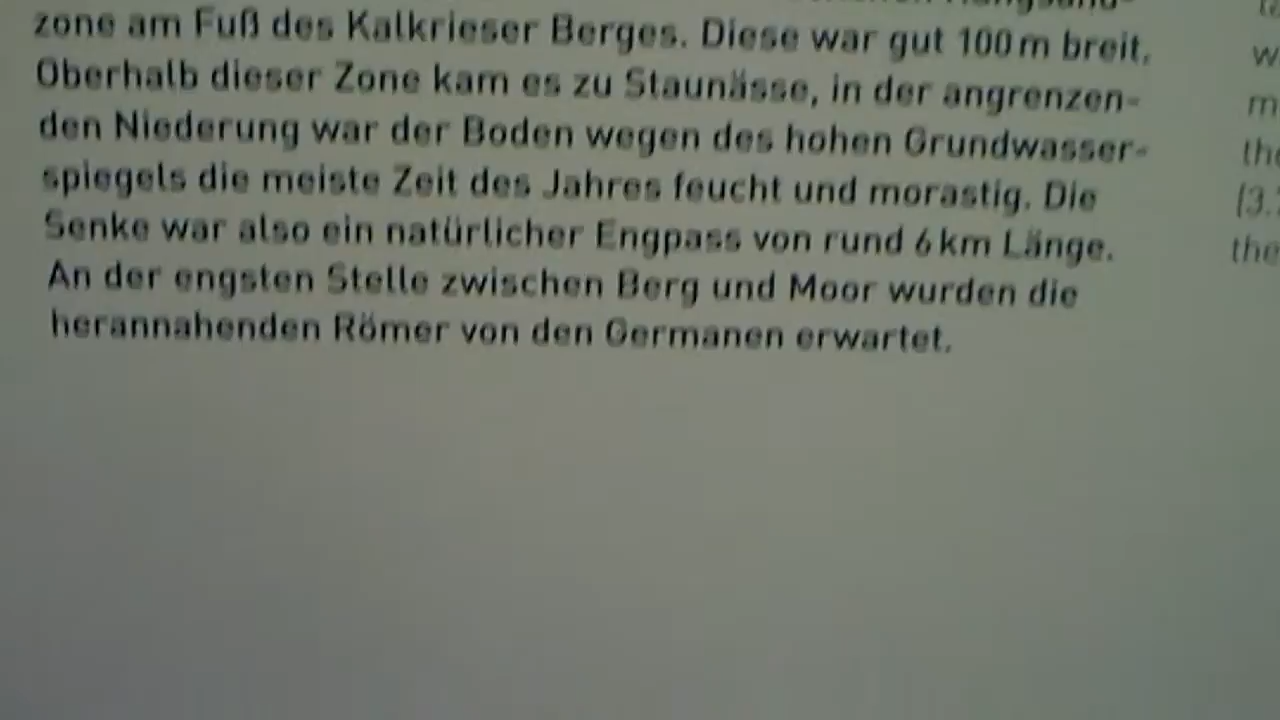 zone am Fuß des Kalkrieser Berges. Diese war gut 100 m breit.
Oberhalb dieser Zone kam es zu Staunässe, in der angrenzen-
den Niederung war der Boden wegen des hohen Grundwasser-
spiegels die meiste Zeit des Jahres feucht und morastig. Die
Senke war also ein natürlicher Engpass von rund 6 km Länge.
An der engsten Stelle zwischen Berg und Moor wurden die
herannahenden Römer von den Germanen erwartet.
the